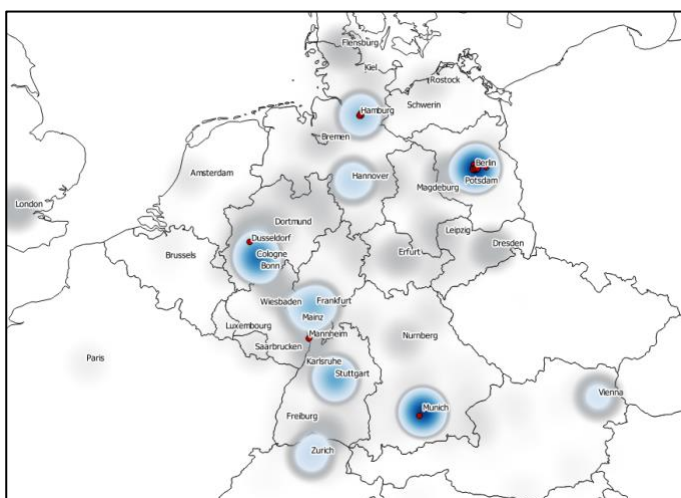 Flensburg
Kiel
Rostock
Schwerin
Hamburg
Bremen
Berlin
Amsterdam
Hannover
Potsdam
Magdeburg
London
Dortmund
Leipzig
Dusseldorf
Dresden
Brussels
Cologne
Erfurt
Bonn
Wiesbaden
Frankfurt
Mainz
Luxembourg
Mannheim
Nurnberg
Saarbrucken
Paris
Karlsruhe
Stuttgart
Vienna
Munich
Freiburg
Zurich